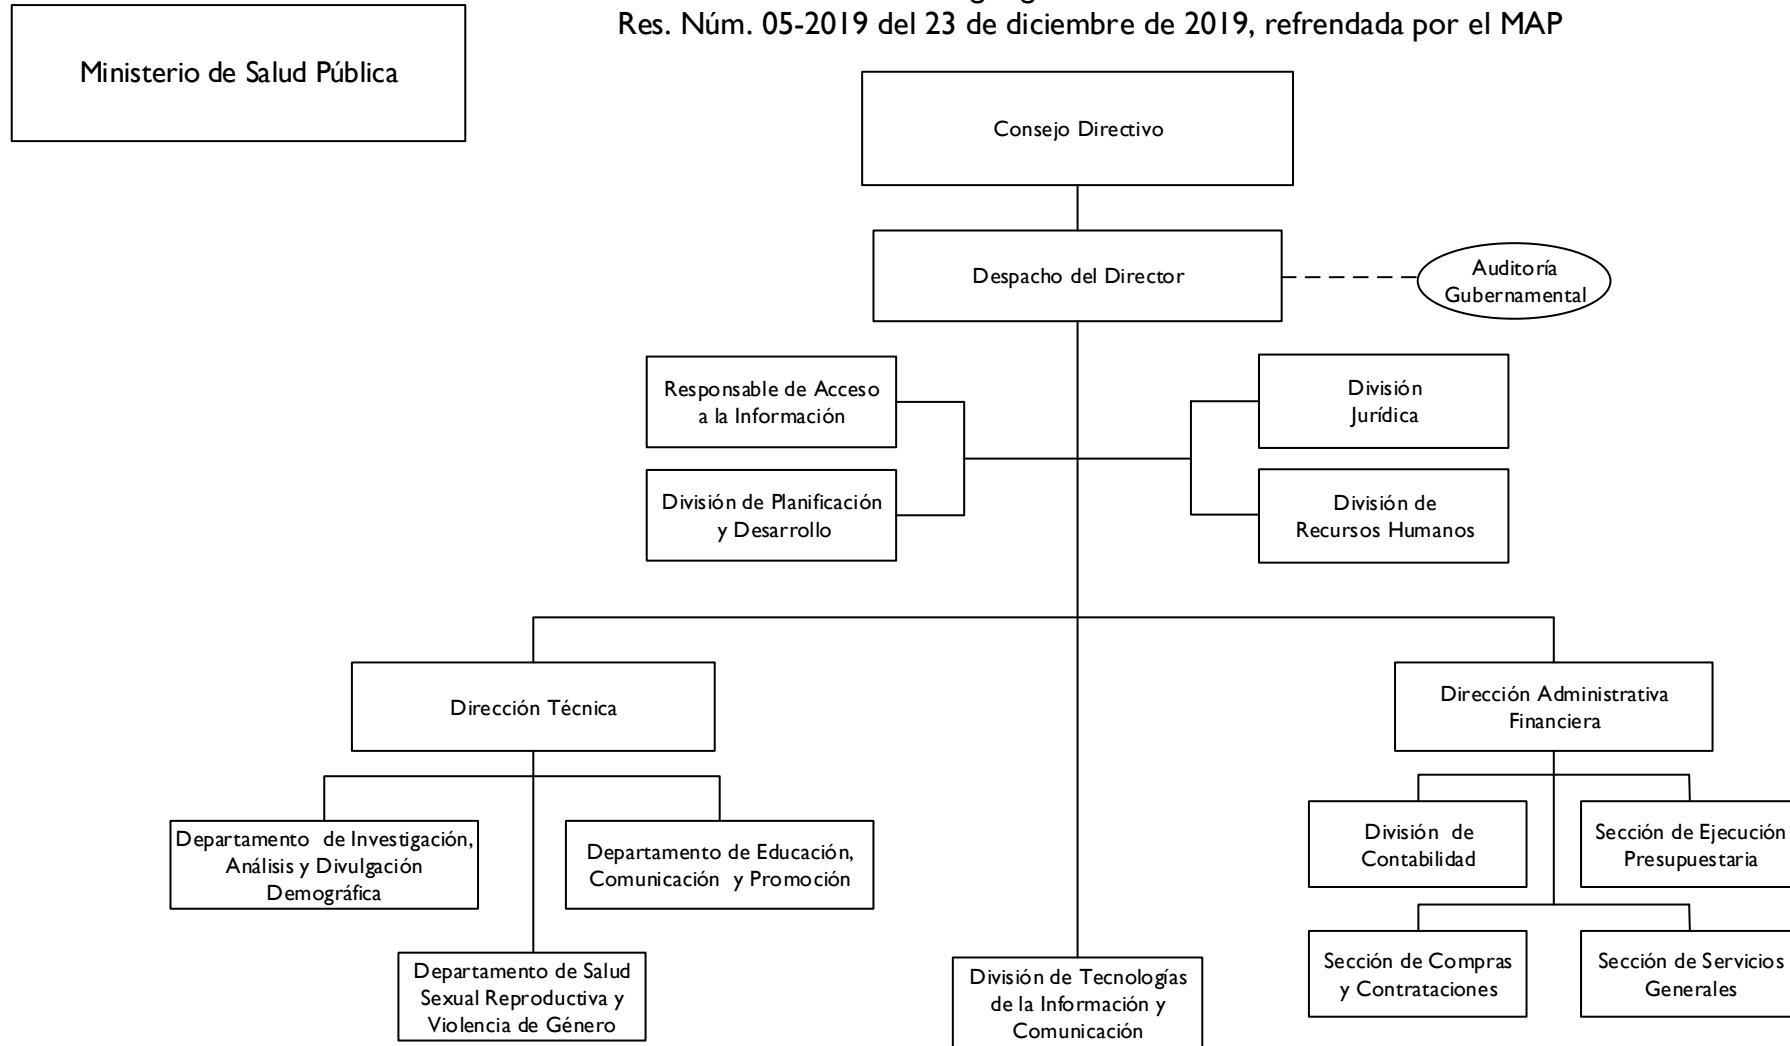 Res. Núm. 05-2019 del 23 de diciembre de 2019, refrendada por el MAP
Ministerio de Salud Pública
Consejo Directivo
Despacho del Director
Auditoría
Gubernamental
Responsable de Acceso
a la Información
División
Jurídica
División de Planificación
y Desarrollo
División de
Recursos Humanos
Dirección Técnica
Dirección Administrativa
Financiera
Departamento de Investigación,
Análisis y Divulgación
Demográfica
Departamento de Educación,
Comunicación y Promoción
División de
Contabilidad
Sección de Ejecución
Presupuestaria
Departamento de Salud
Sexual Reproductiva y
Violencia de Género
División de Tecnologías
de la Información y
Comunicación
Sección de Compras
y Contrataciones
Sección de Servicios
Generales